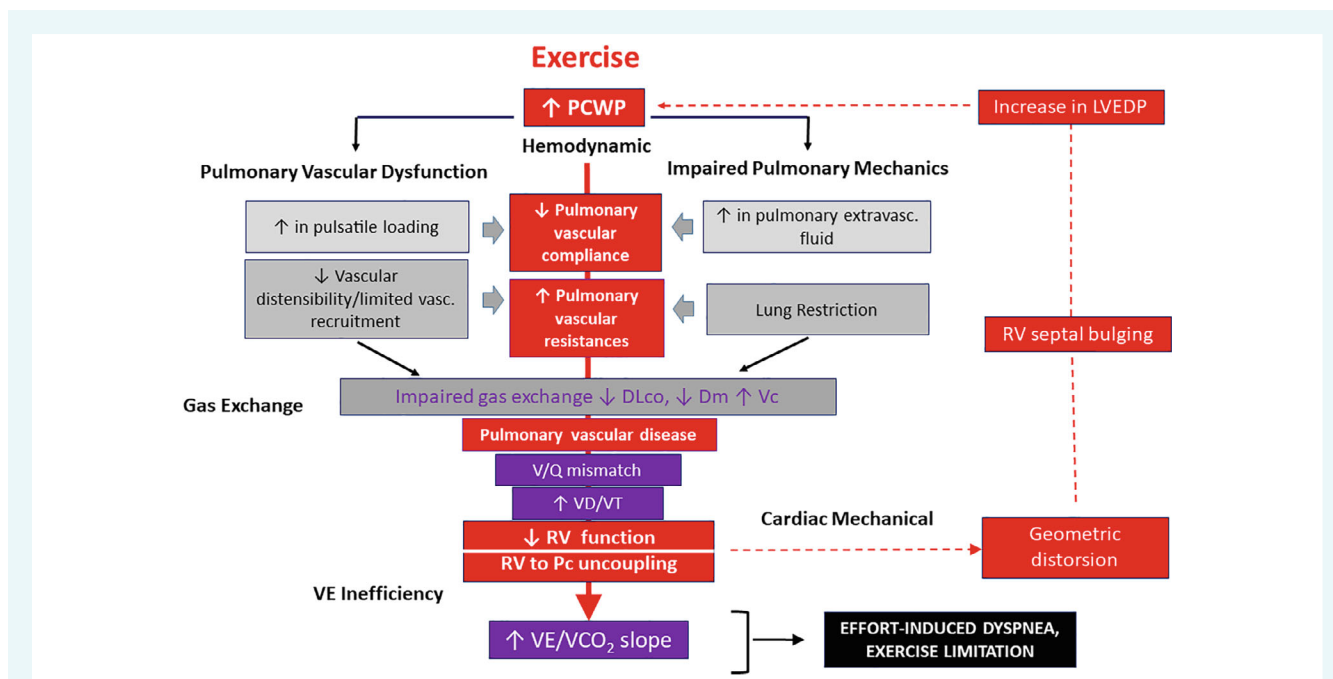 Exercise
↑ PCWP
Increase in LVEDP
Hemodynamic
Pulmonary Vascular Dysfunction
Impaired Pulmonary Mechanics
↑ in pulsatile loading
↓ Pulmonary
vascular
compliance
↑ in pulmonary extravasc.
fluid
↓ Vascular
distensibility/limited vasc.
recruitment
↑ Pulmonary
vascular
resistances
Lung Restriction
RV septal bulging
Gas Exchange
Impaired gas exchange ↓ DLco, ↓ Dm ↑ Vc
Pulmonary vascular disease
V/Q mismatch
↑ VD/VT
Cardiac Mechanical
↓ RV function
RV to Pc uncoupling
Geometric
distorsion
VE Inefficiency
↑ VE/VCO₂ slope
EFFORT-INDUCED DYSPNEA,
EXERCISE LIMITATION